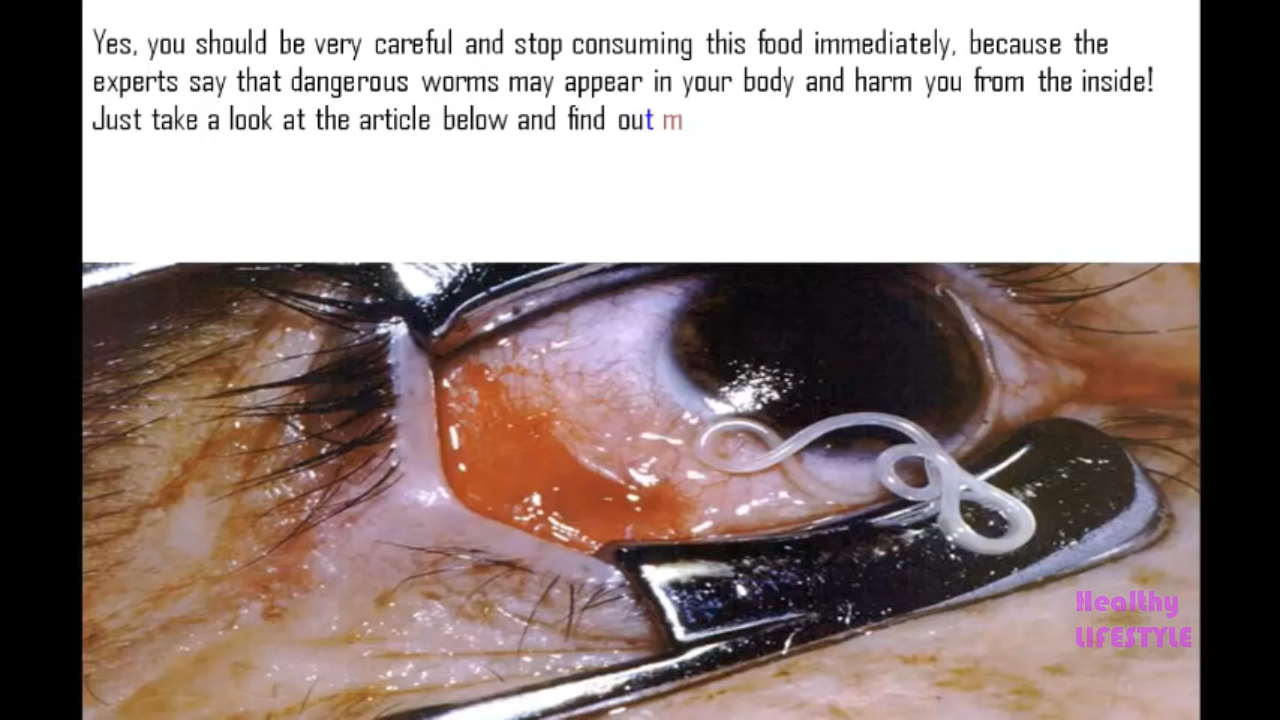 Yes, you should be very careful and stop consuming this food immediately, because the
experts say that dangerous worms may appear in your body and harm you from the inside!
Just take a look at the article below and find out m
Healthy
LIFESTYLE